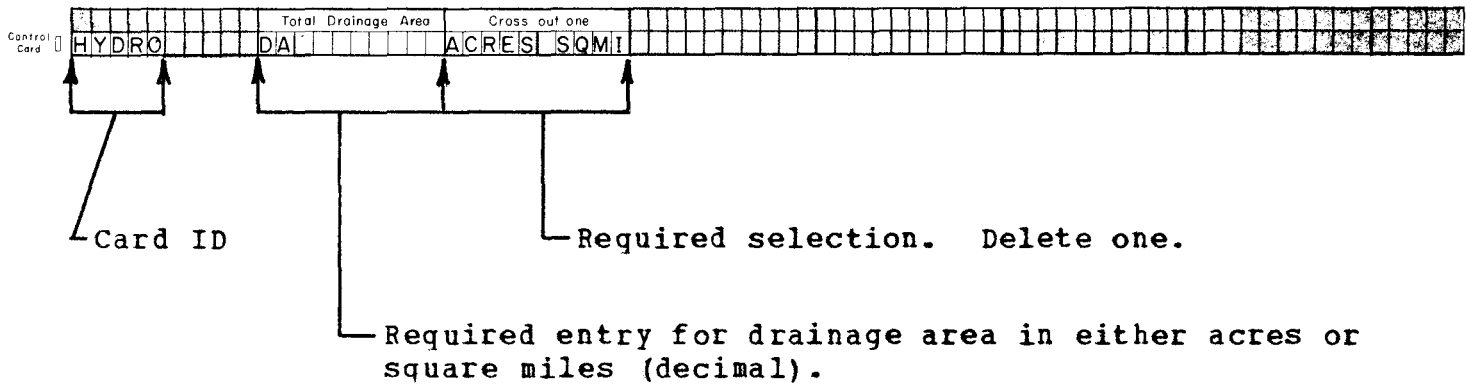 Total Drainage Area Cross out one
Control Card HYDRO DA ACRES SQMI
Card ID
Required selection. Delete one.
Required entry for drainage area in either acres or
square miles (decimal).